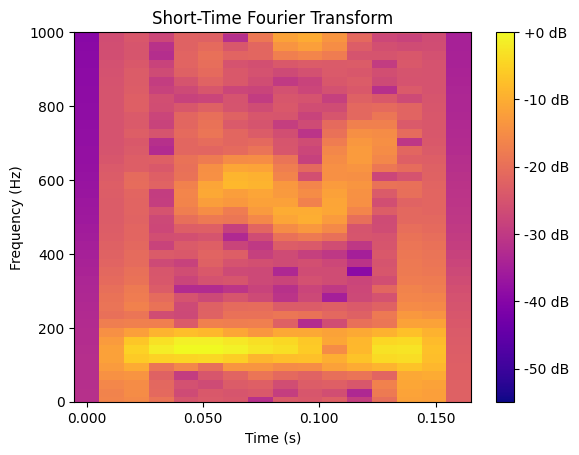 Short-Time Fourier Transform
1000
800
600
400
200
0
Frequency (Hz)
0.000
0.050
0.100
0.150
Time (s)
+0 dB
-10 dB
-20 dB
-30 dB
-40 dB
-50 dB